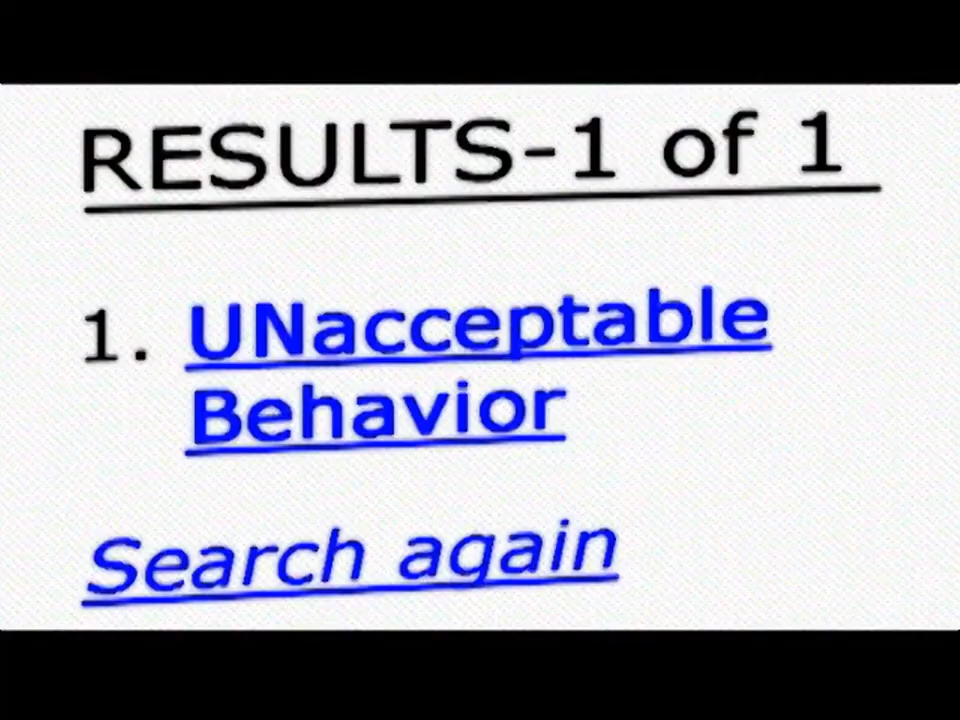 RESULTS-1 of 1
1. UNacceptable
Behavior
Search again